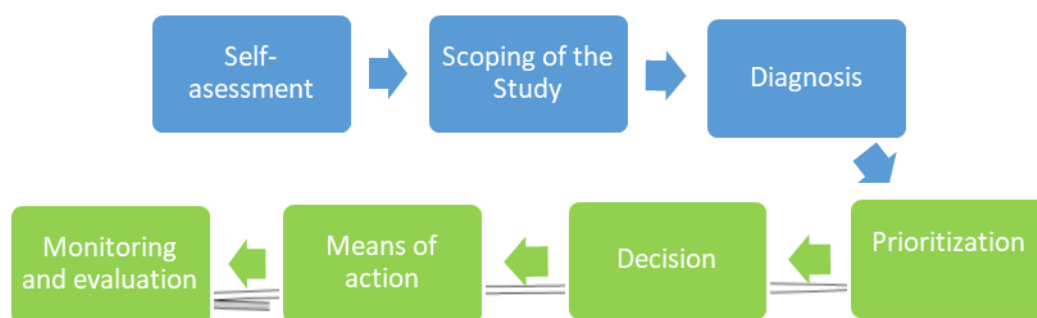 Self-
asessment
Scoping of the
Study
Diagnosis
Prioritization
Decision
Means of
action
Monitoring
and evaluation